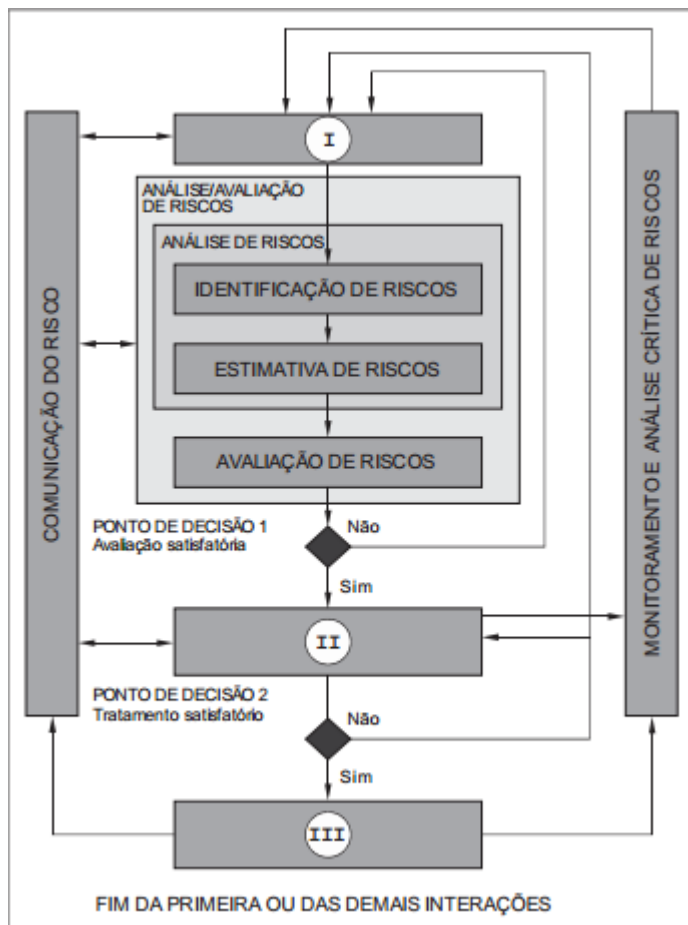 I
ANÁLISE/AVALIAÇÃO
DE RISCOS
ANÁLISE DE RISCOS
IDENTIFICAÇÃO DE RISCOS
ESTIMATIVA DE RISCOS
AVALIAÇÃO DE RISCOS
COMUNICAÇÃO DO RISCO
MONITORAMENTO E ANÁLISE CRÍTICA DE RISCOS
PONTO DE DECISÃO 1
Avaliação satisfatória
Não
Sim
II
PONTO DE DECISÃO 2
Tratamento satisfatório
Não
Sim
III
FIM DA PRIMEIRA OU DAS DEMAIS INTERAÇÕES